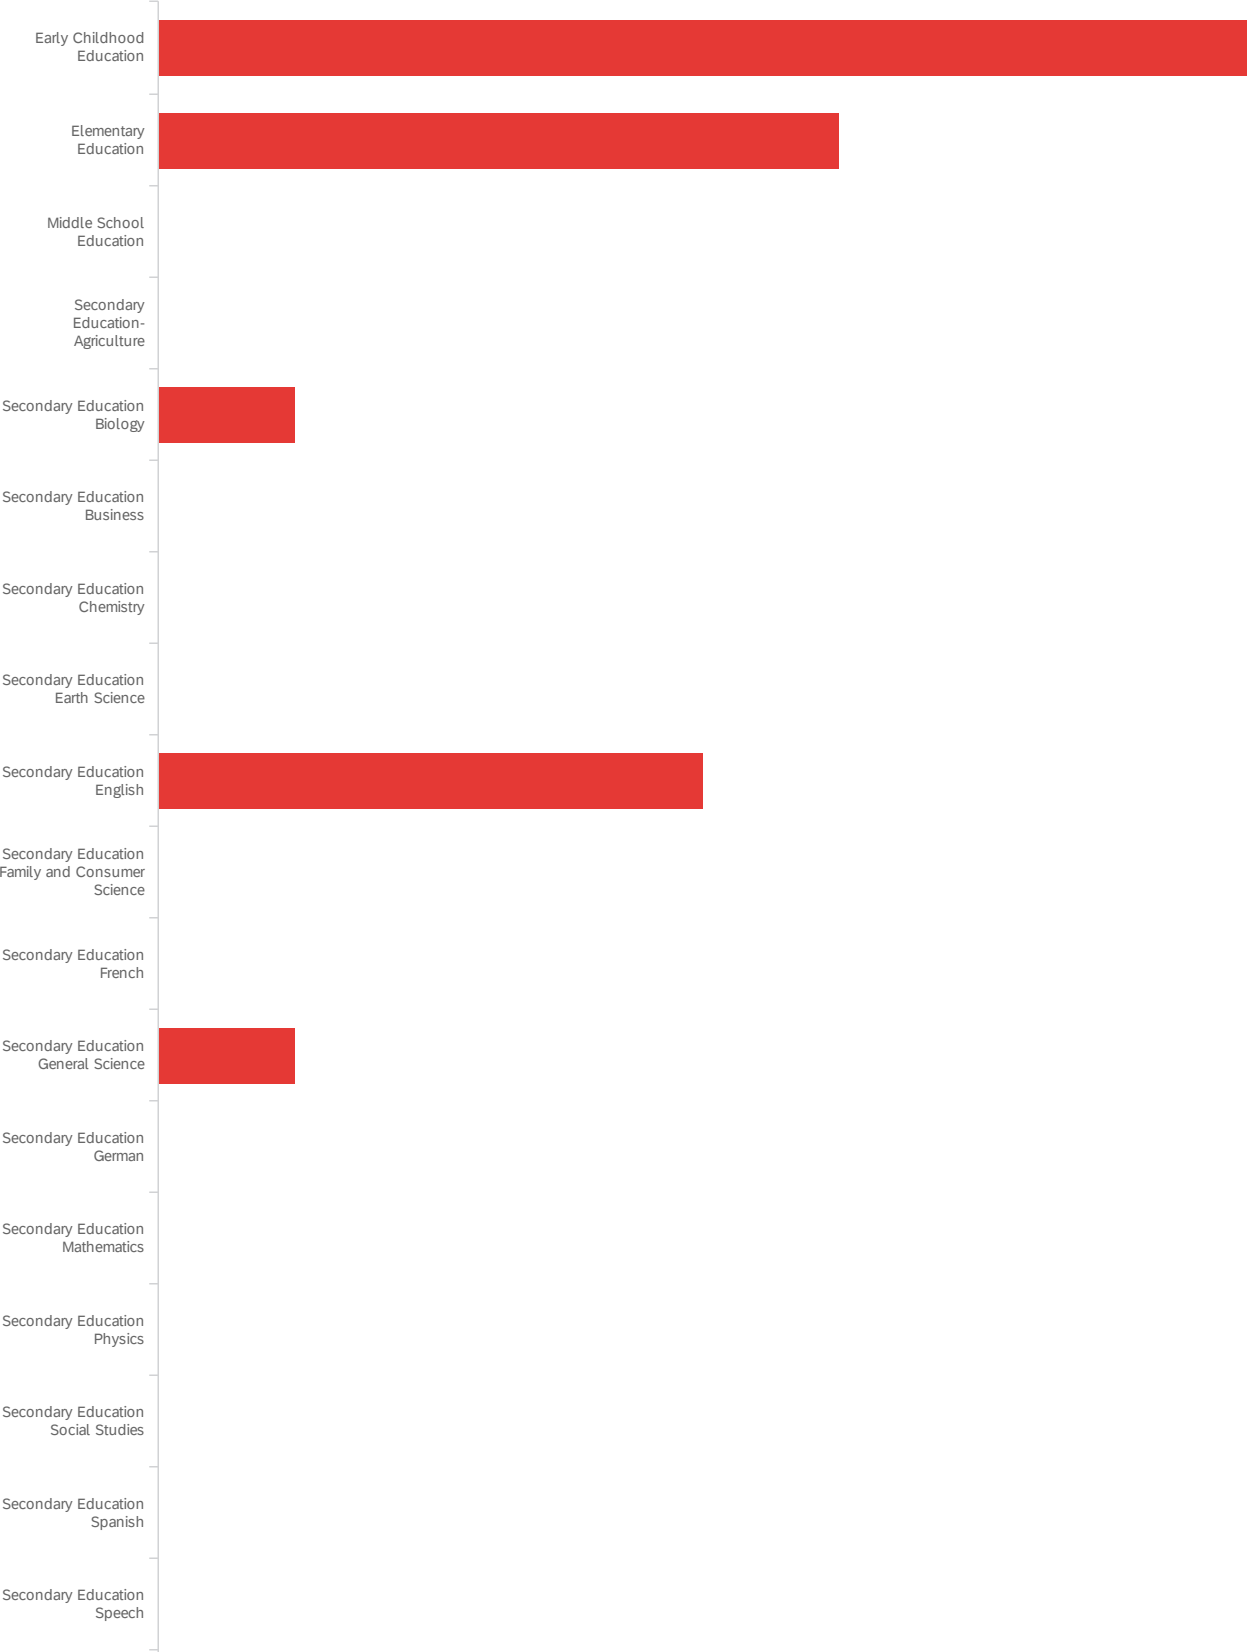 Early Childhood
Education
Elementary
Education
Middle School
Education
Secondary
Education-
Agriculture
Secondary Education
Biology
Secondary Education
Business
Secondary Education
Chemistry
Secondary Education
Earth Science
Secondary Education
English
Secondary Education
Family and Consumer
Science
Secondary Education
French
Secondary Education
General Science
Secondary Education
German
Secondary Education
Mathematics
Secondary Education
Physics
Secondary Education
Social Studies
Secondary Education
Spanish
Secondary Education
Speech